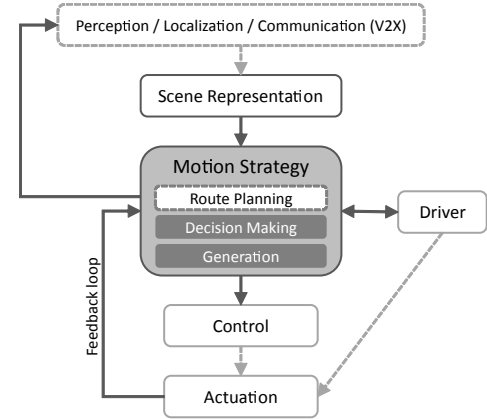 Perception / Localization / Communication (V2X)
Scene Representation
Motion Strategy
Route Planning
Decision Making
Generation
Driver
Feedback loop
Control
Actuation